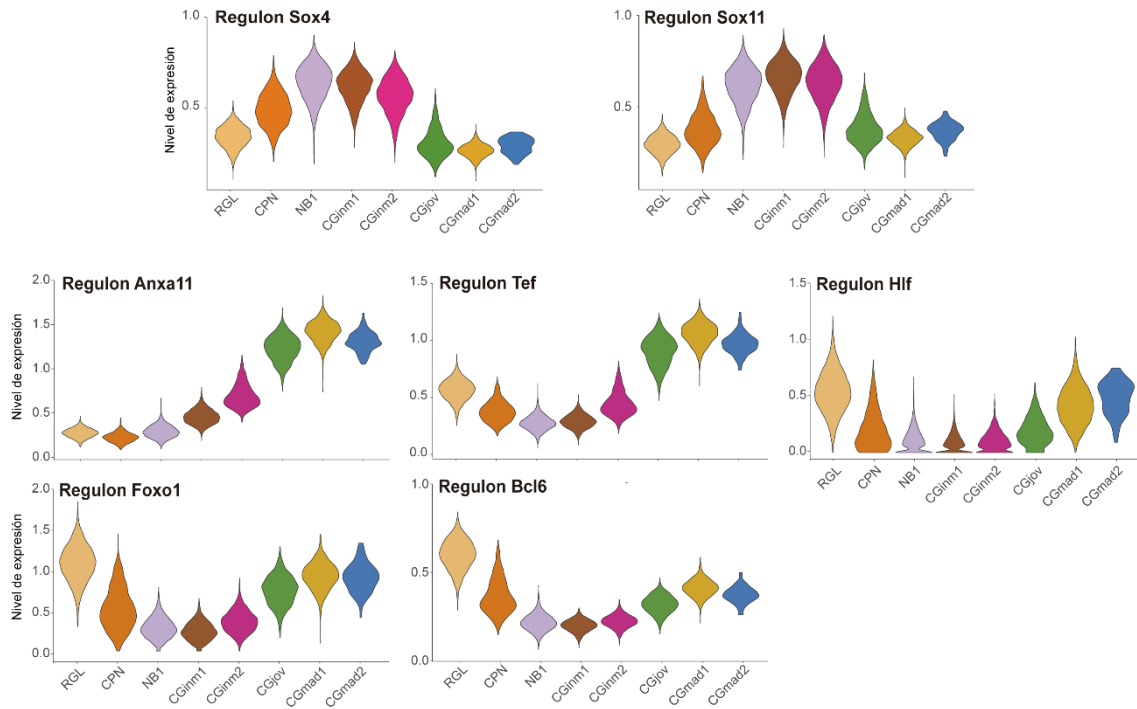 Regulon Sox4
Nivel de expresión
1.0
0.5
RGL
CPN
NB1
CGinm1
CGinm2
CGjov
CGmad1
CGmad2
Regulon Sox11
1.0
0.5
RGL
CPN
NB1
CGinm1
CGinm2
CGjov
CGmad1
CGmad2
Regulon Anxa11
Nivel de expresión
2.0
1.5
1.0
0.5
0.0
Regulon Tef
1.5
1.0
0.5
0.0
Regulon Hlf
1.5
1.0
0.5
0.0
RGL
CPN
NB1
CGinm1
CGinm2
CGjov
CGmad1
CGmad2
Regulon Foxo1
Nivel de expresión
2.0
1.5
1.0
0.5
0.0
RGL
CPN
NB1
CGinm1
CGinm2
CGjov
CGmad1
CGmad2
Regulon Bcl6
1.0
0.5
0.0
RGL
CPN
NB1
CGinm1
CGinm2
CGjov
CGmad1
CGmad2